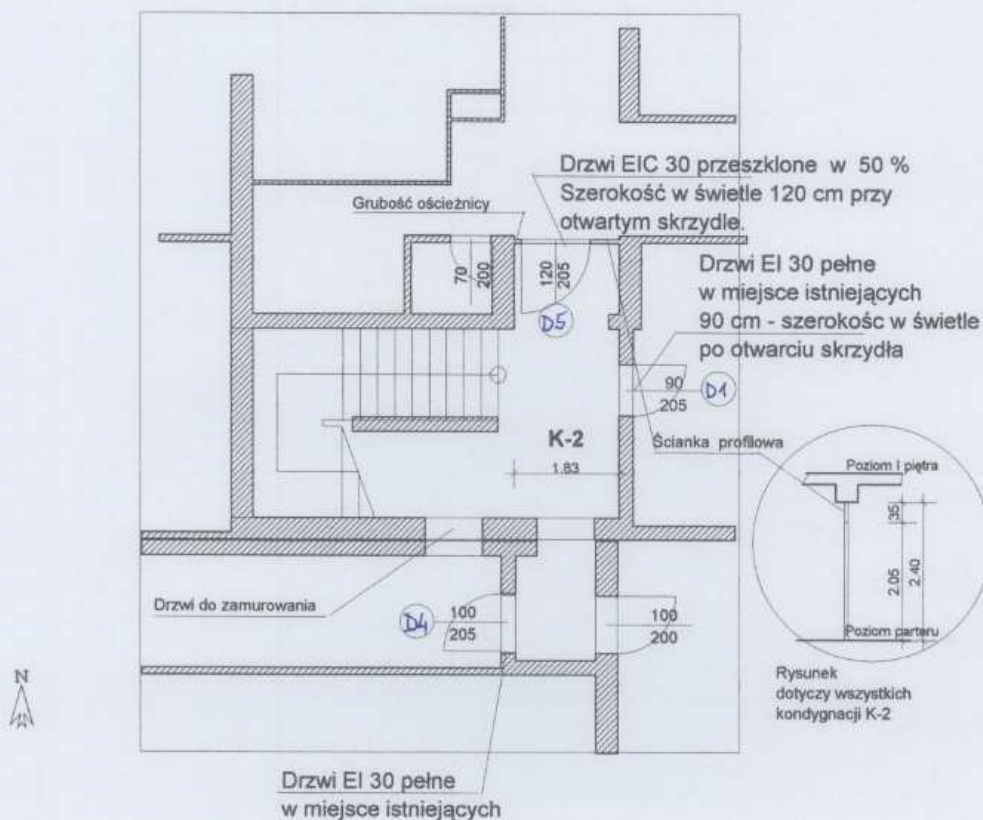 Drzwi EIC 30 przeszklone w 50 %
Szerokość w świetle 120 cm przy
otwartym skrzydle.
Grubość ościeżnicy
70
200
120
205
D5
Drzwi EI 30 pełne
w miejsce istniejących
90 cm - szerokośc w świetle
po otwarciu skrzydła
90
205
D1
K-2
1.83
Ścianka profilowa
Poziom I piętra
35
2.05
2.40
Poziom parteru
Rysunek
dotyczy wszystkich
kondygnacji K-2
Drzwi do zamurowania
D4
100
205
100
200
N
Drzwi EI 30 pełne
w miejsce istniejących